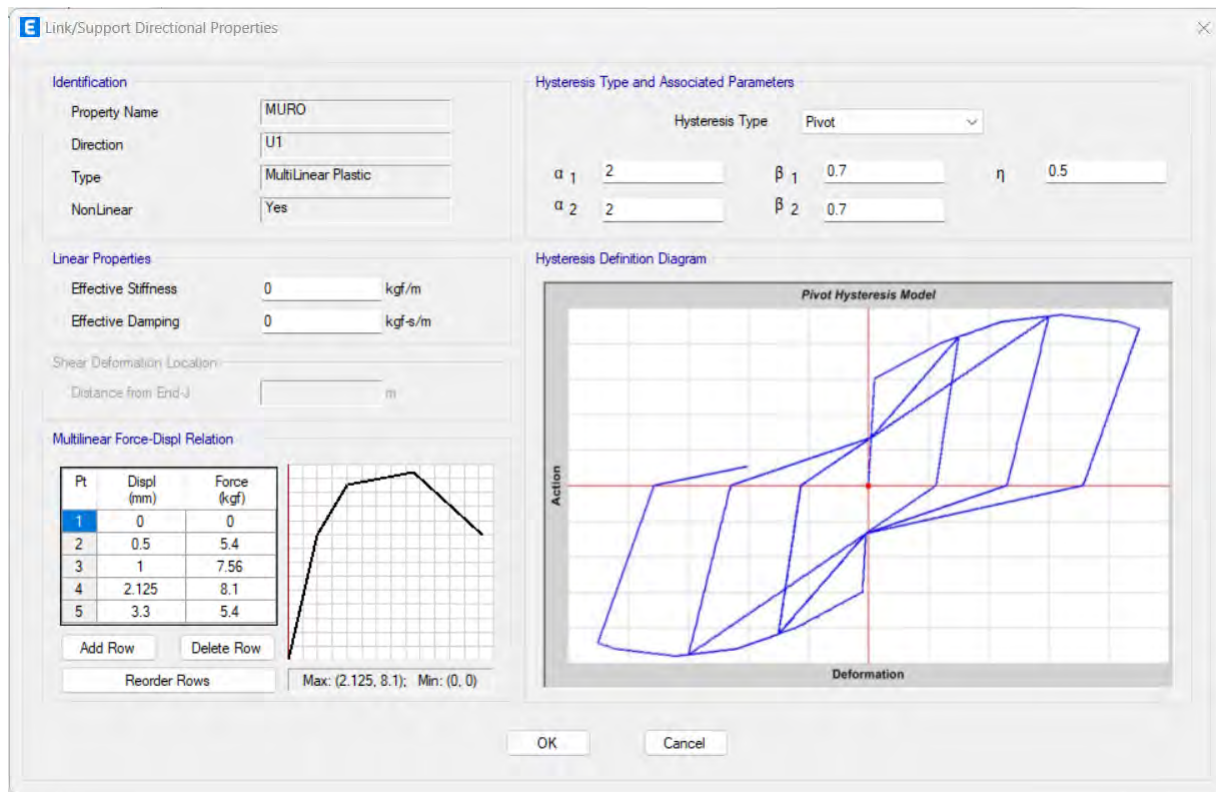 E Link/Support Directional Properties
Identification
Property Name MURO
Direction U1
Type MultiLinear Plastic
NonLinear Yes
Linear Properties
Effective Stiffness 0 kgf/m
Effective Damping 0 kgf-s/m
Shear Deformation Location
Distance from End-J m
Multilinear Force-Displ Relation
Pt Displ (mm) Force (kgf)
1 0 0
2 0.5 5.4
3 1 7.56
4 2.125 8.1
5 3.3 5.4
Add Row Delete Row
Reorder Rows Max: (2.125, 8.1); Min: (0, 0)
Hysteresis Type and Associated Parameters
Hysteresis Type Pivot
α 1 2 β 1 0.7 η 0.5
α 2 2 β 2 0.7
Hysteresis Definition Diagram
Pivot Hysteresis Model
Action
Deformation
OK Cancel